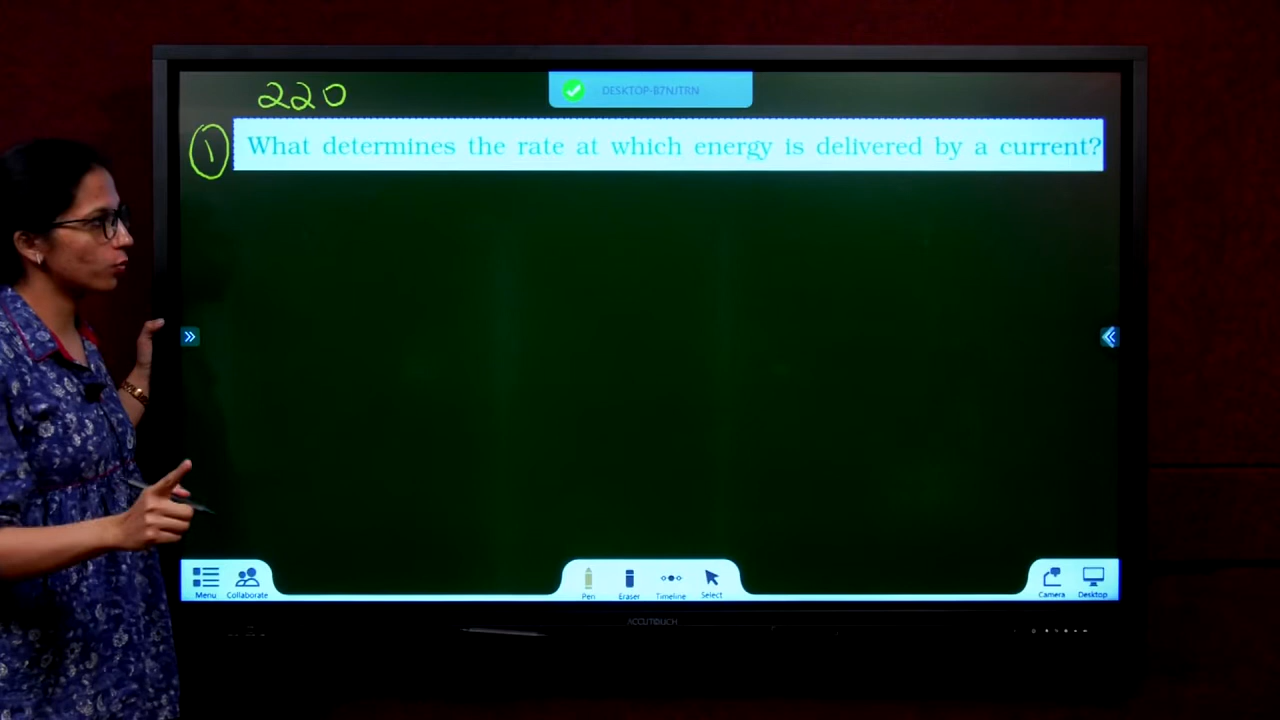 220
DESKTOP-B7NJTRN
1 What determines the rate at which energy is delivered by a current?
Menu Collaborate Pen Eraser Timeline Select Camera Desktop
ACCUTOUCH